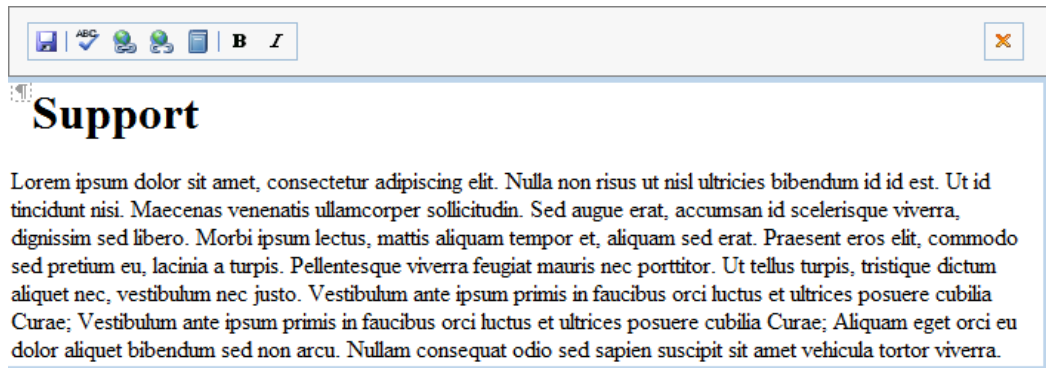 ABC B I
¶
Support
Lorem ipsum dolor sit amet, consectetur adipiscing elit. Nulla non risus ut nisl ultricies bibendum id id est. Ut id
tincidunt nisi. Maecenas venenatis ullamcorper sollicitudin. Sed augue erat, accumsan id scelerisque viverra,
dignissim sed libero. Morbi ipsum lectus, mattis aliquam tempor et, aliquam sed erat. Praesent eros elit, commodo
sed pretium eu, lacinia a turpis. Pellentesque viverra feugiat mauris nec porttitor. Ut tellus turpis, tristique dictum
aliquet nec, vestibulum nec justo. Vestibulum ante ipsum primis in faucibus orci luctus et ultrices posuere cubilia
Curae; Vestibulum ante ipsum primis in faucibus orci luctus et ultrices posuere cubilia Curae; Aliquam eget orci eu
dolor aliquet bibendum sed non arcu. Nullam consequat odio sed sapien suscipit sit amet vehicula tortor viverra.